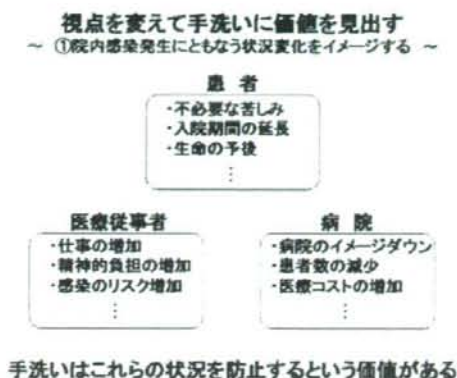 視点を変えて手洗いに価値を見出す
~ ①院内感染発生にともなう状況変化をイメージする ~
患者
・不必要な苦しみ
・入院期間の延長
・生命の予後
⋮
医療従事者
・仕事の増加
・精神的負担の増加
・感染のリスク増加
⋮
病院
・病院のイメージダウン
・患者数の減少
・医療コストの増加
⋮
手洗いはこれらの状況を防止するという価値がある